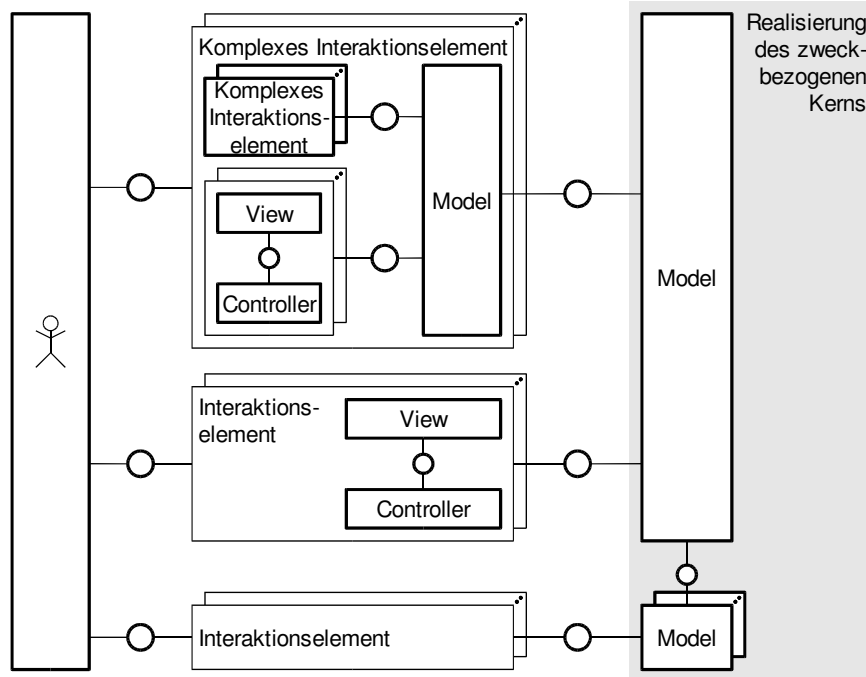 Komplexes Interaktionselement
Komplexes
Interaktions-
element
View
Controller
Model
Realisierung
des zweck-
bezogenen
Kerns
Model
Interaktions-
element
View
Controller
Interaktionselement
Model